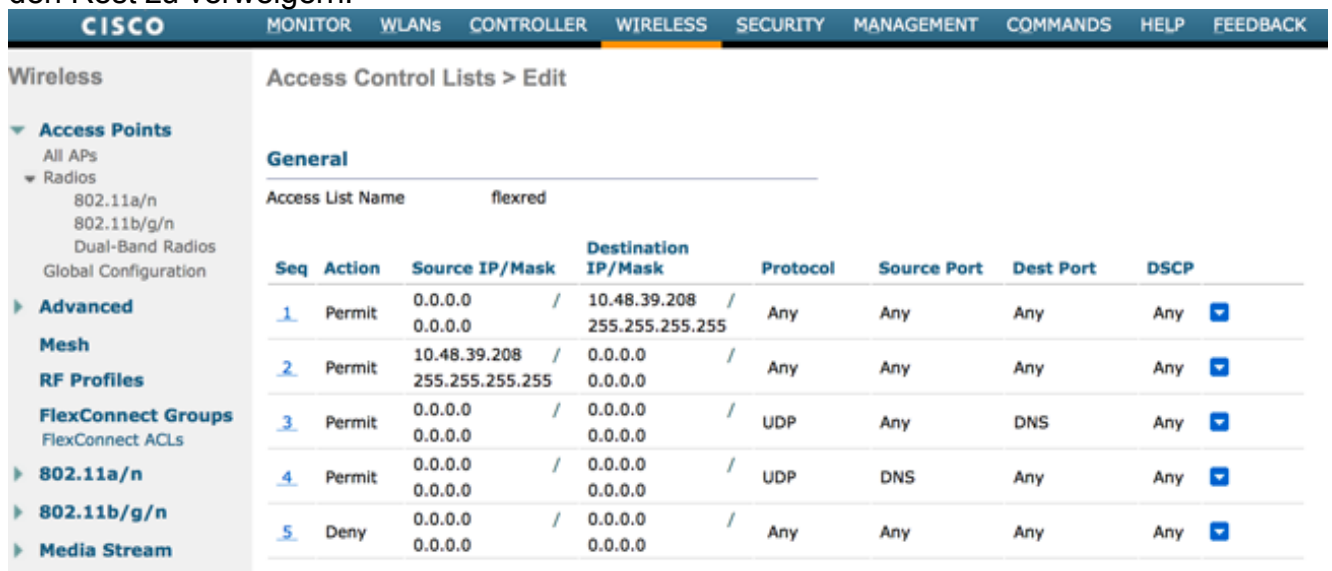 den Rest zu verweigern.
CISCO MONITOR WLANs CONTROLLER WIRELESS SECURITY MANAGEMENT COMMANDS HELP FEEDBACK
Wireless
Access Points
All APs
Radios
802.11a/n
802.11b/g/n
Dual-Band Radios
Global Configuration
Advanced
Mesh
RF Profiles
FlexConnect Groups
FlexConnect ACLs
802.11a/n
802.11b/g/n
Media Stream
Access Control Lists > Edit
General
Access List Name flexred
Seq Action Source IP/Mask Destination IP/Mask Protocol Source Port Dest Port DSCP
1 Permit 0.0.0.0 / 10.48.39.208 / Any Any Any Any
0.0.0.0 255.255.255.255
2 Permit 10.48.39.208 / 0.0.0.0 / Any Any Any Any
255.255.255.255 0.0.0.0
3 Permit 0.0.0.0 / 0.0.0.0 / UDP Any DNS Any
0.0.0.0 0.0.0.0
4 Permit 0.0.0.0 / 0.0.0.0 / UDP DNS Any Any
0.0.0.0 0.0.0.0
5 Deny 0.0.0.0 / 0.0.0.0 / Any Any Any Any
0.0.0.0 0.0.0.0